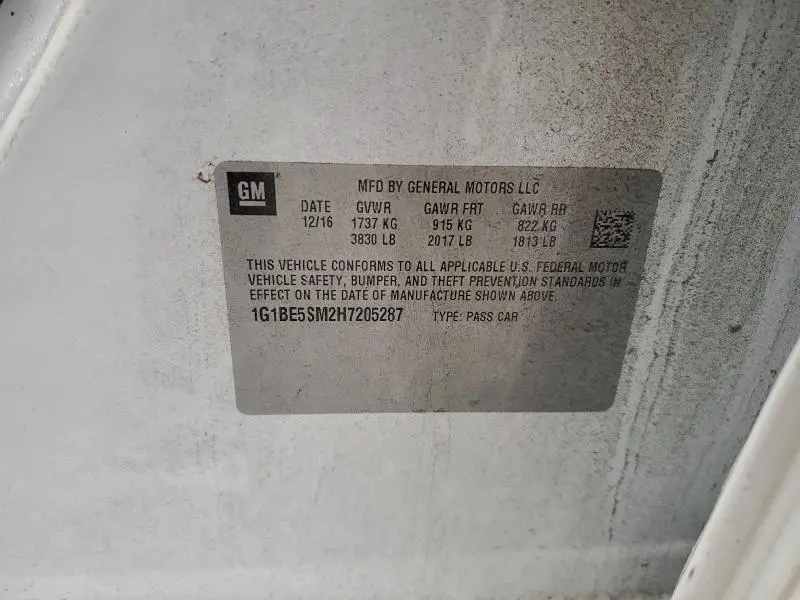 GM MFD BY GENERAL MOTORS LLC
DATE GVWR GAWR FRT GAWR RR
12/16 1737 KG 915 KG 822 KG
3830 LB 2017 LB 1813 LB
THIS VEHICLE CONFORMS TO ALL APPLICABLE U.S. FEDERAL MOTOR
VEHICLE SAFETY, BUMPER, AND THEFT PREVENTION STANDARDS IN
EFFECT ON THE DATE OF MANUFACTURE SHOWN ABOVE.
1G1BE5SM2H7205287 TYPE: PASS CAR